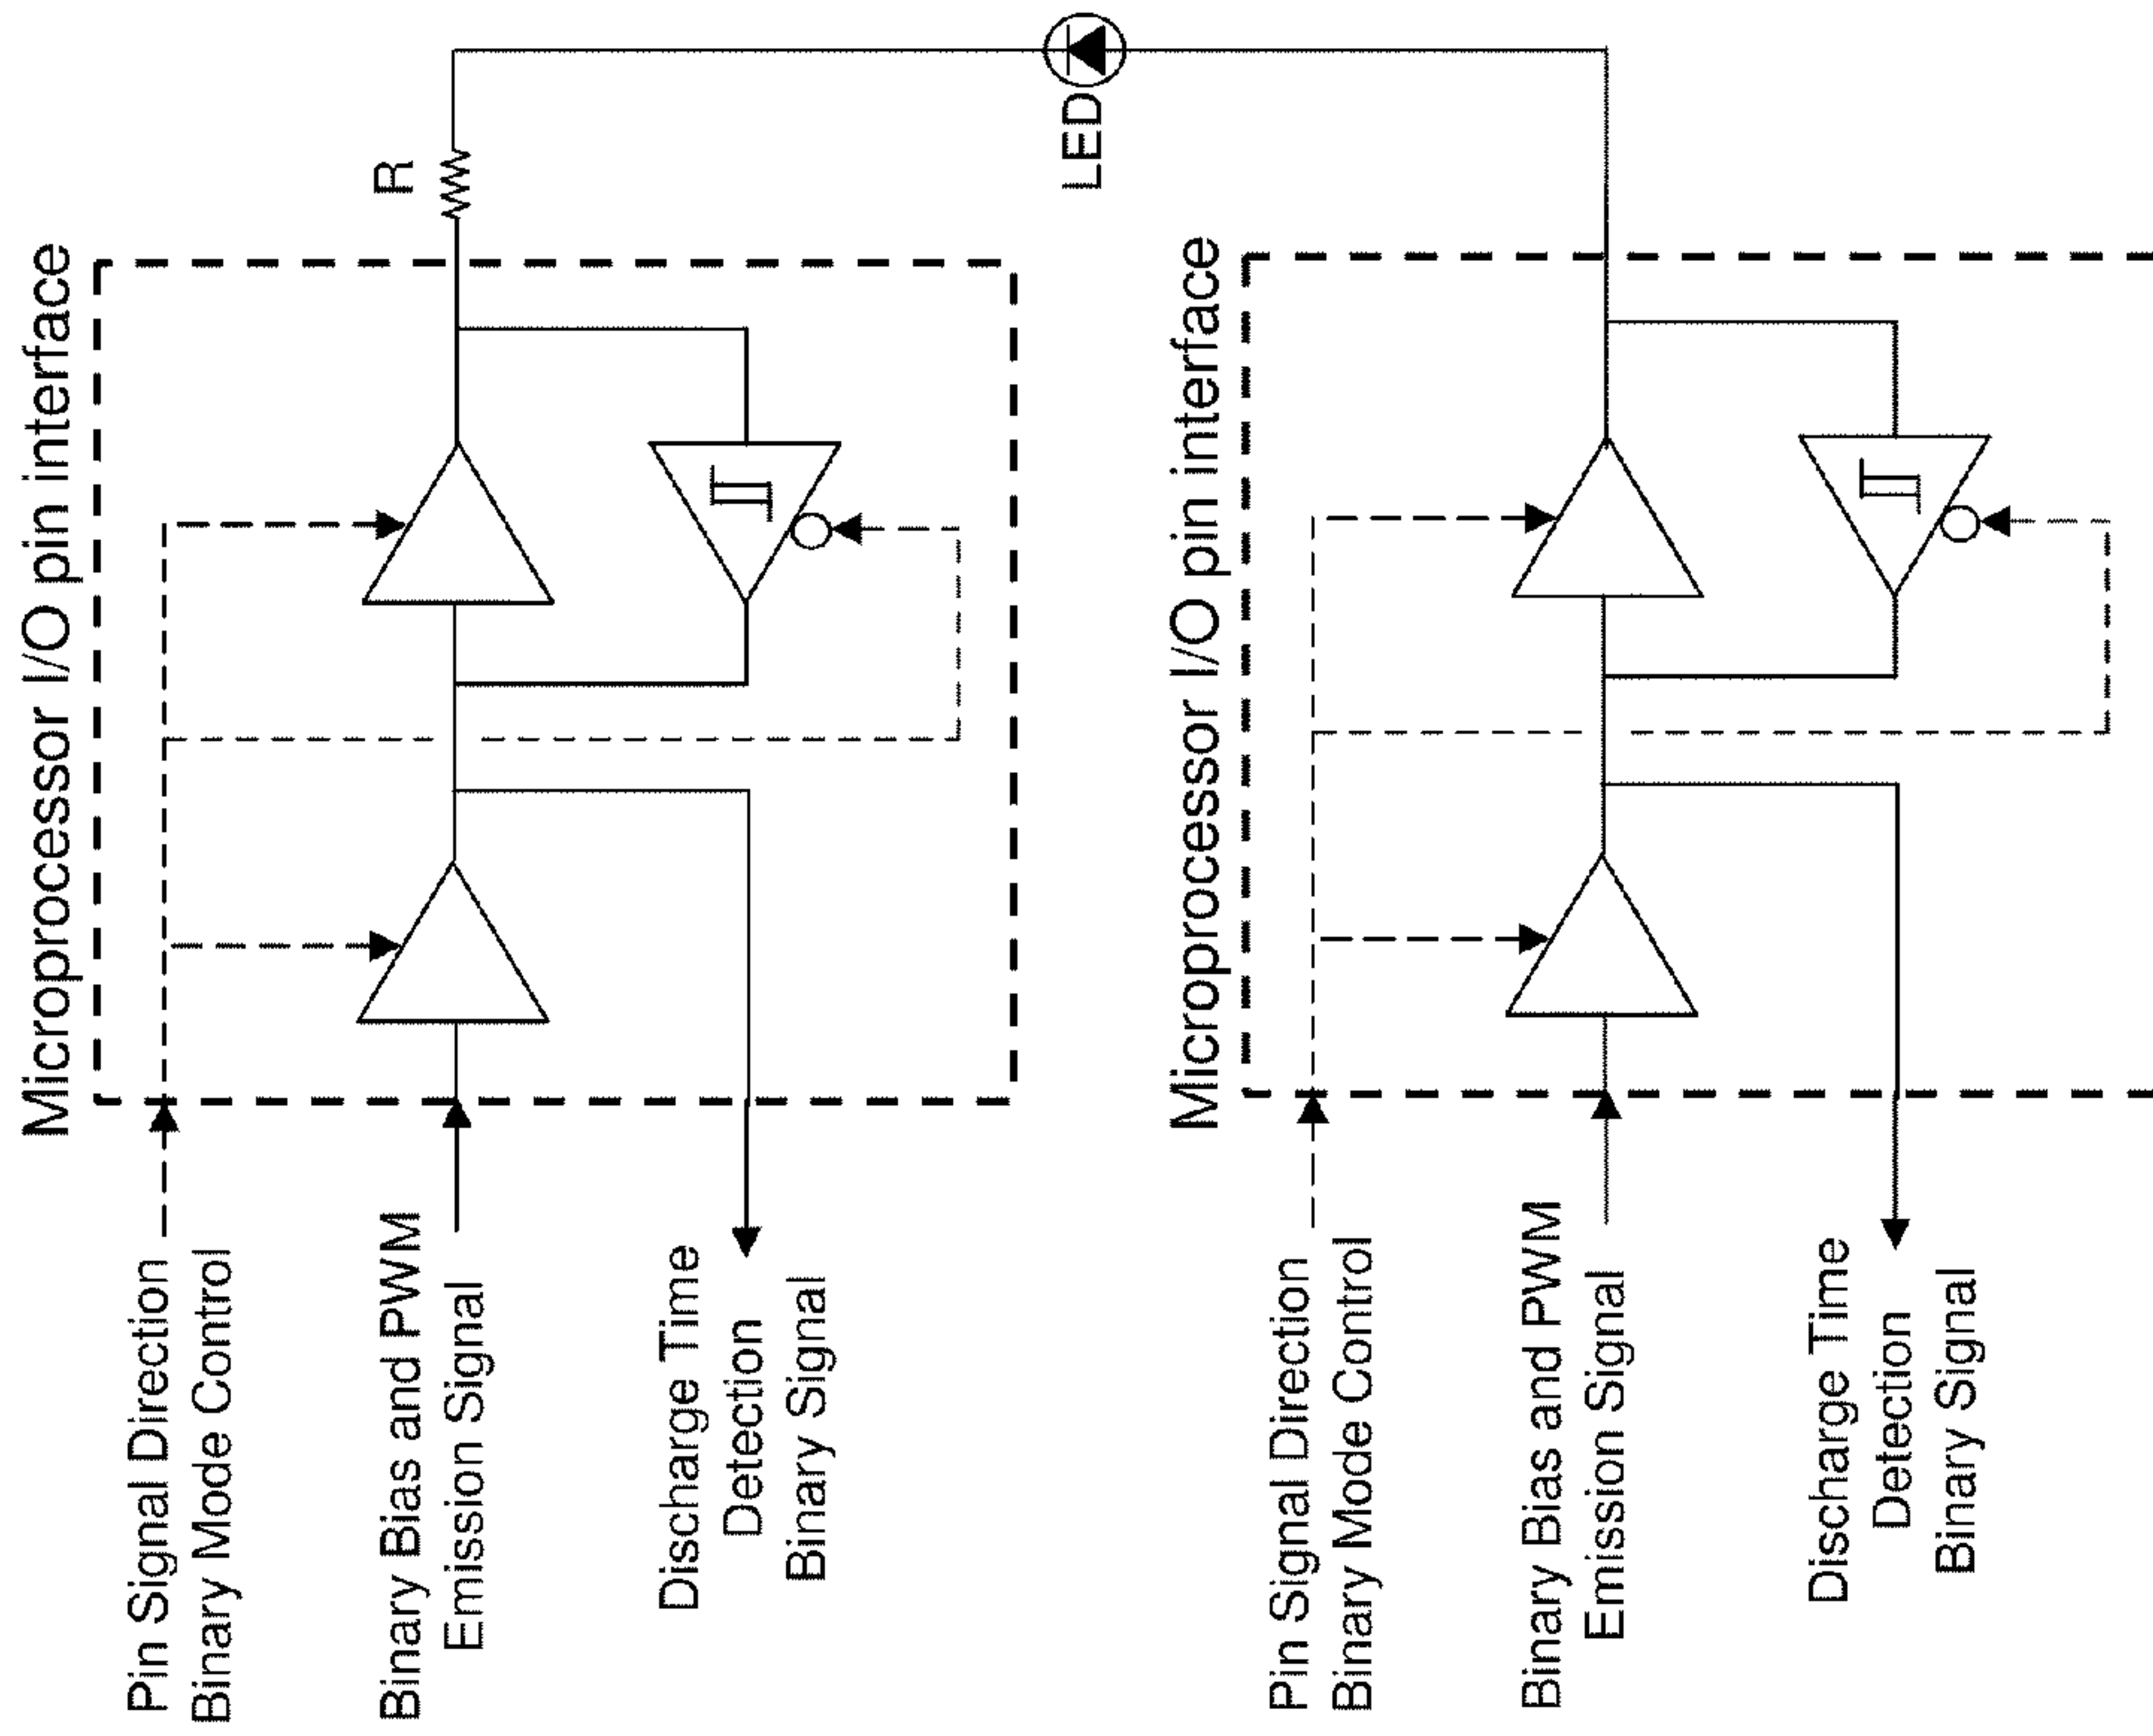 Microprocessor I/O pin interface
Pin Signal Direction
Binary Mode Control
Binary Bias and PWM
Emission Signal
Discharge Time
Detection
Binary Signal
R
LED
Microprocessor I/O pin interface
Pin Signal Direction
Binary Mode Control
Binary Bias and PWM
Emission Signal
Discharge Time
Detection
Binary Signal